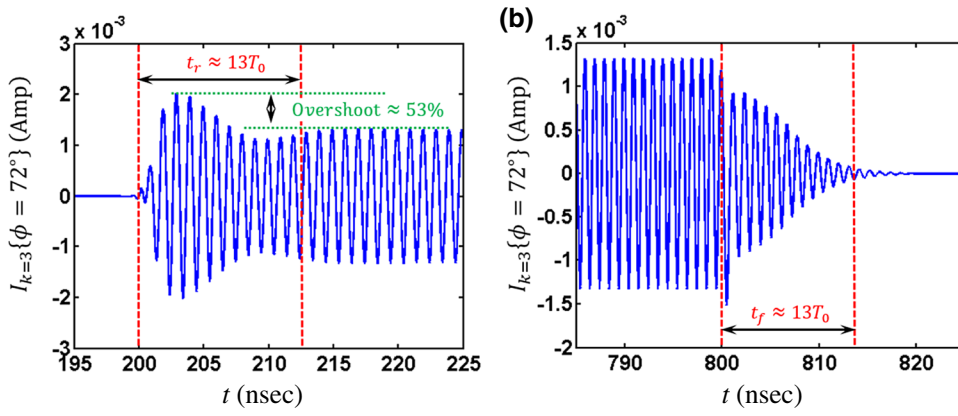 (b)
× 10⁻³
3
2
1
0
-1
-2
-3
195 200 205 210 215 220 225
t (nsec)
I_{k=3}{ϕ = 72°} (Amp)
t_r ≈ 13T_0
Overshoot ≈ 53%
× 10⁻³
1.5
1
0.5
0
-0.5
-1
-1.5
-2
790 800 810 820
t (nsec)
I_{k=3}{ϕ = 72°} (Amp)
t_f ≈ 13T_0